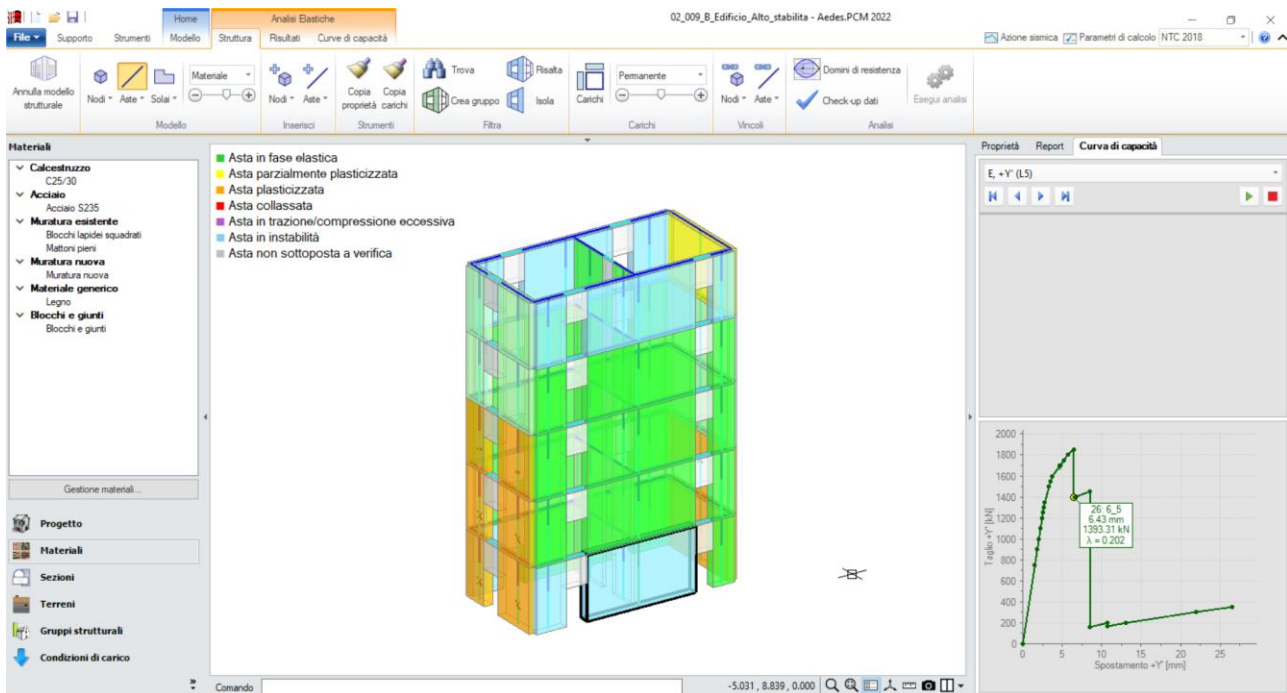 02_009_B_Edificio_Alto_stabilita - Aedes.PCM 2022
Home
Analisi Elastiche
File
Supporto
Strumenti
Modello
Struttura
Risultati
Curve di capacità
Azione sismica
Parametri di calcolo
NTC 2018
Annulla modello
strutturale
Nodi
Aste
Solai
Materiale
Modello
Nodi
Aste
Inserisci
Copia
proprietà
Copia
carichi
Strumenti
Trova
Crea gruppo
Risalta
Isola
Filtra
Carichi
Permanente
Carichi
Nodi
Aste
Vincoli
Domini di resistenza
Check-up dati
Esegui analisi
Analisi
Materiali
Calcestruzzo
C25/30
Acciaio
Acciaio S235
Muratura esistente
Blocchi lapidei squadrati
Mattoni pieni
Muratura nuova
Muratura nuova
Materiale generico
Legno
Blocchi e giunti
Blocchi e giunti
Gestione materiali...
Progetto
Materiali
Sezioni
Terreni
Gruppi strutturali
Condizioni di carico
Asta in fase elastica
Asta parzialmente plasticizzata
Asta plasticizzata
Asta collassata
Asta in trazione/compressione eccessiva
Asta in instabilità
Asta non sottoposta a verifica
Comando
-5.031 , 8.839 , 0.000
Proprietà
Report
Curva di capacità
E, +Y' (L5)
2000
1800
1600
1400
1200
1000
800
600
400
200
0
Taglio +Y' [kN]
26: 6_5
6.43 mm
1393.31 kN
λ = 0.202
0
5
10
15
20
25
Spostamento +Y' [mm]